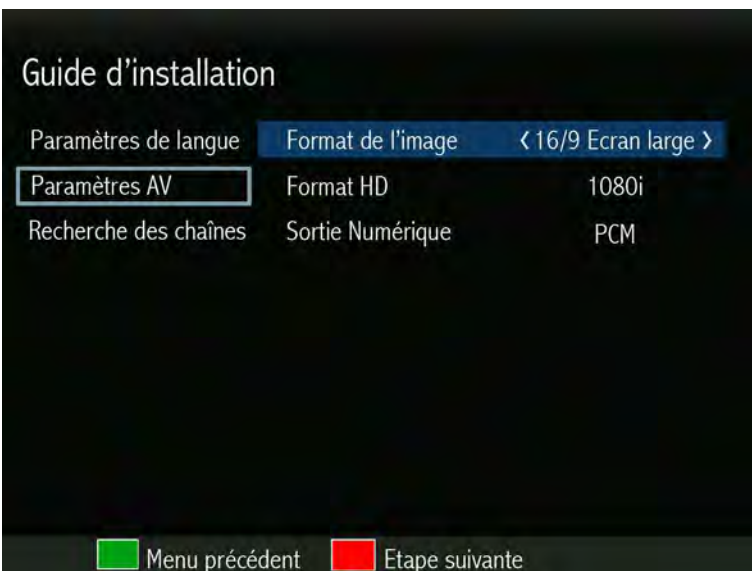 Guide d'installation
Paramètres de langue Format de l'image ‹ 16/9 Ecran large ›
Paramètres AV Format HD 1080i
Recherche des chaînes Sortie Numérique PCM
Menu précédent Etape suivante